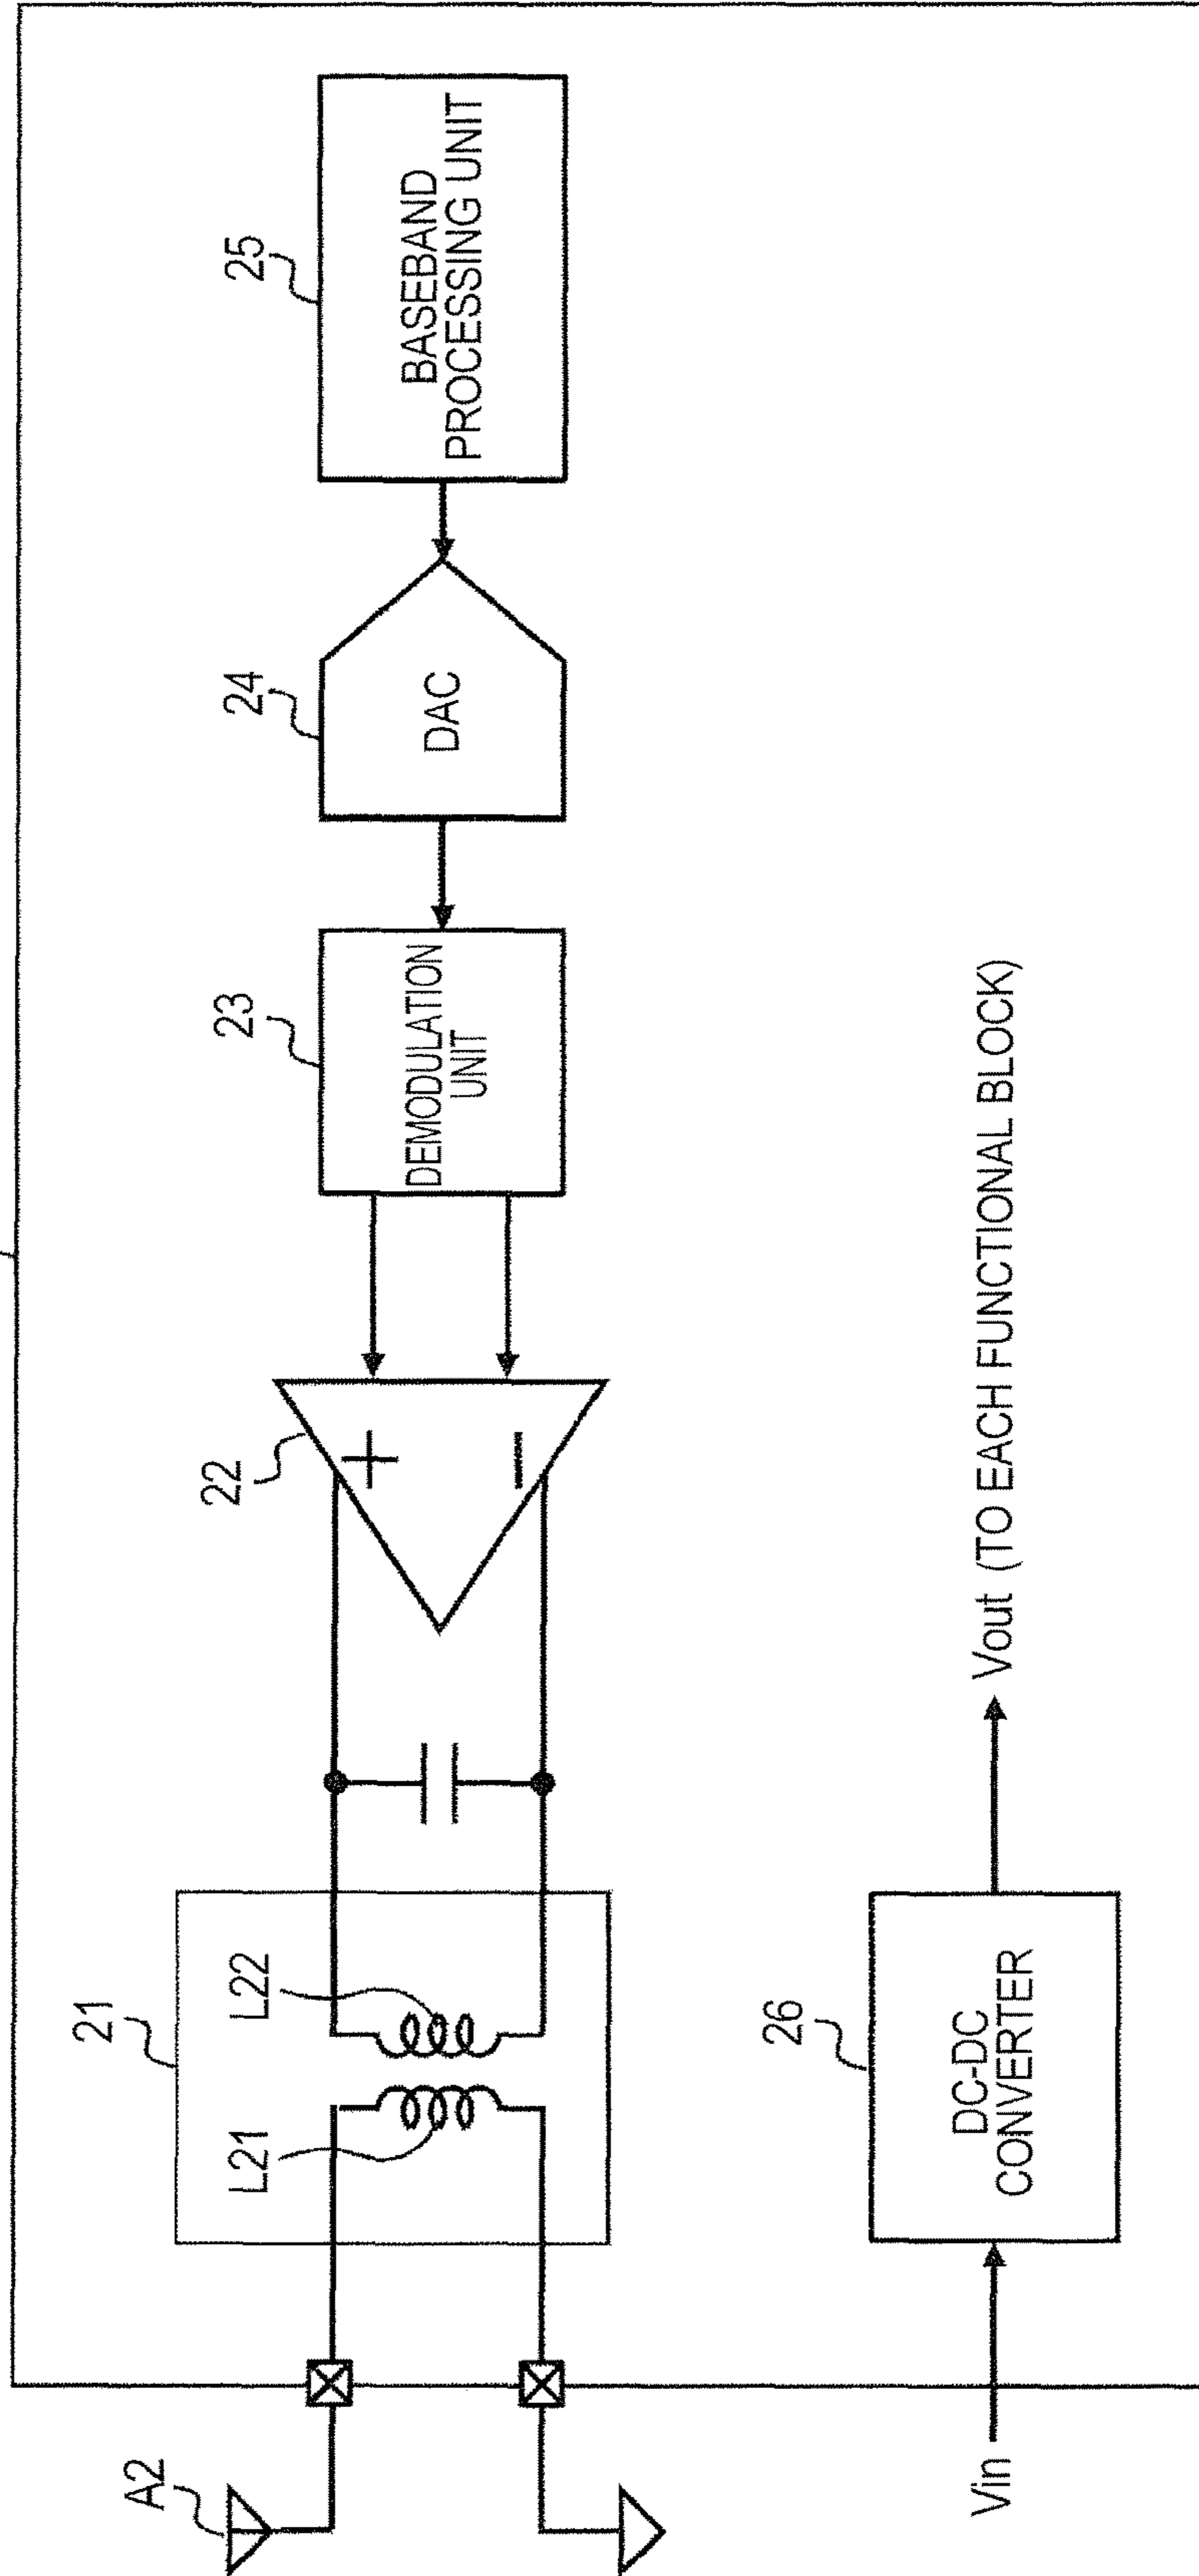 A2
21
L21
L22
22
23
DEMODULATION
UNIT
24
DAC
25
BASEBAND
PROCESSING UNIT
Vin
26
DC-DC
CONVERTER
Vout (TO EACH FUNCTIONAL BLOCK)